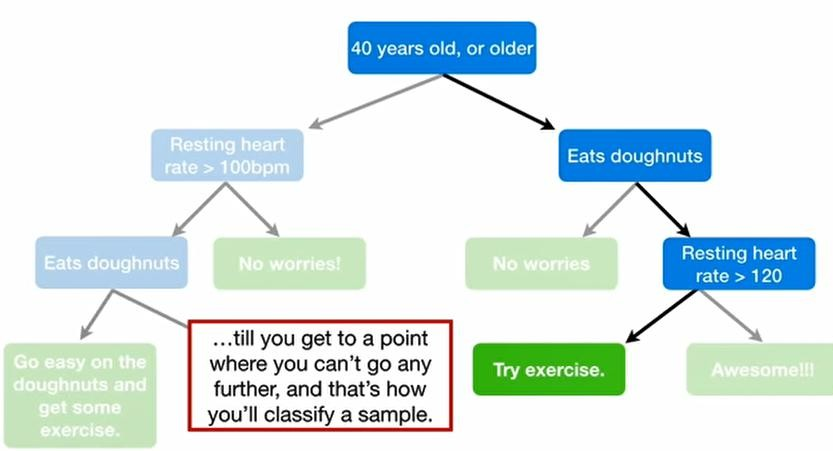 40 years old, or older
Resting heart
rate > 100bpm
Eats doughnuts
Eats doughnuts
No worries!
No worries
Resting heart
rate > 120
Go easy on the
doughnuts and
get some
exercise.
...till you get to a point
where you can't go any
further, and that's how
you'll classify a sample.
Try exercise.
Awesome!!!